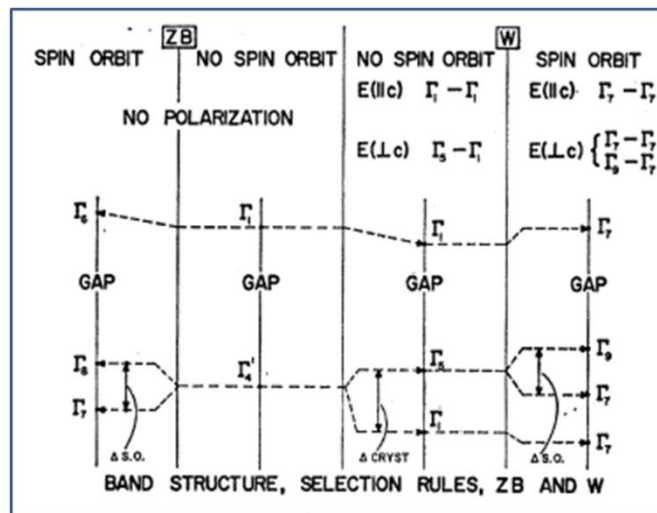 ZB W
SPIN ORBIT NO SPIN ORBIT NO SPIN ORBIT SPIN ORBIT
E(∥c) Γ₁ – Γ₁ E(∥c) Γ₇ – Γ₇
NO POLARIZATION
E(⊥c) Γ₅ – Γ₁ E(⊥c) { Γ₇ – Γ₇
Γ₉ – Γ₇
Γ₆ Γ₁ Γ₁ Γ₇
GAP GAP GAP GAP
Γ₈ Γ₄' Γ₅ Γ₉
Γ₇ Γ₁ Γ₇
Γ₇
Δ S.O. Δ CRYST Δ S.O.
BAND STRUCTURE, SELECTION RULES, ZB AND W